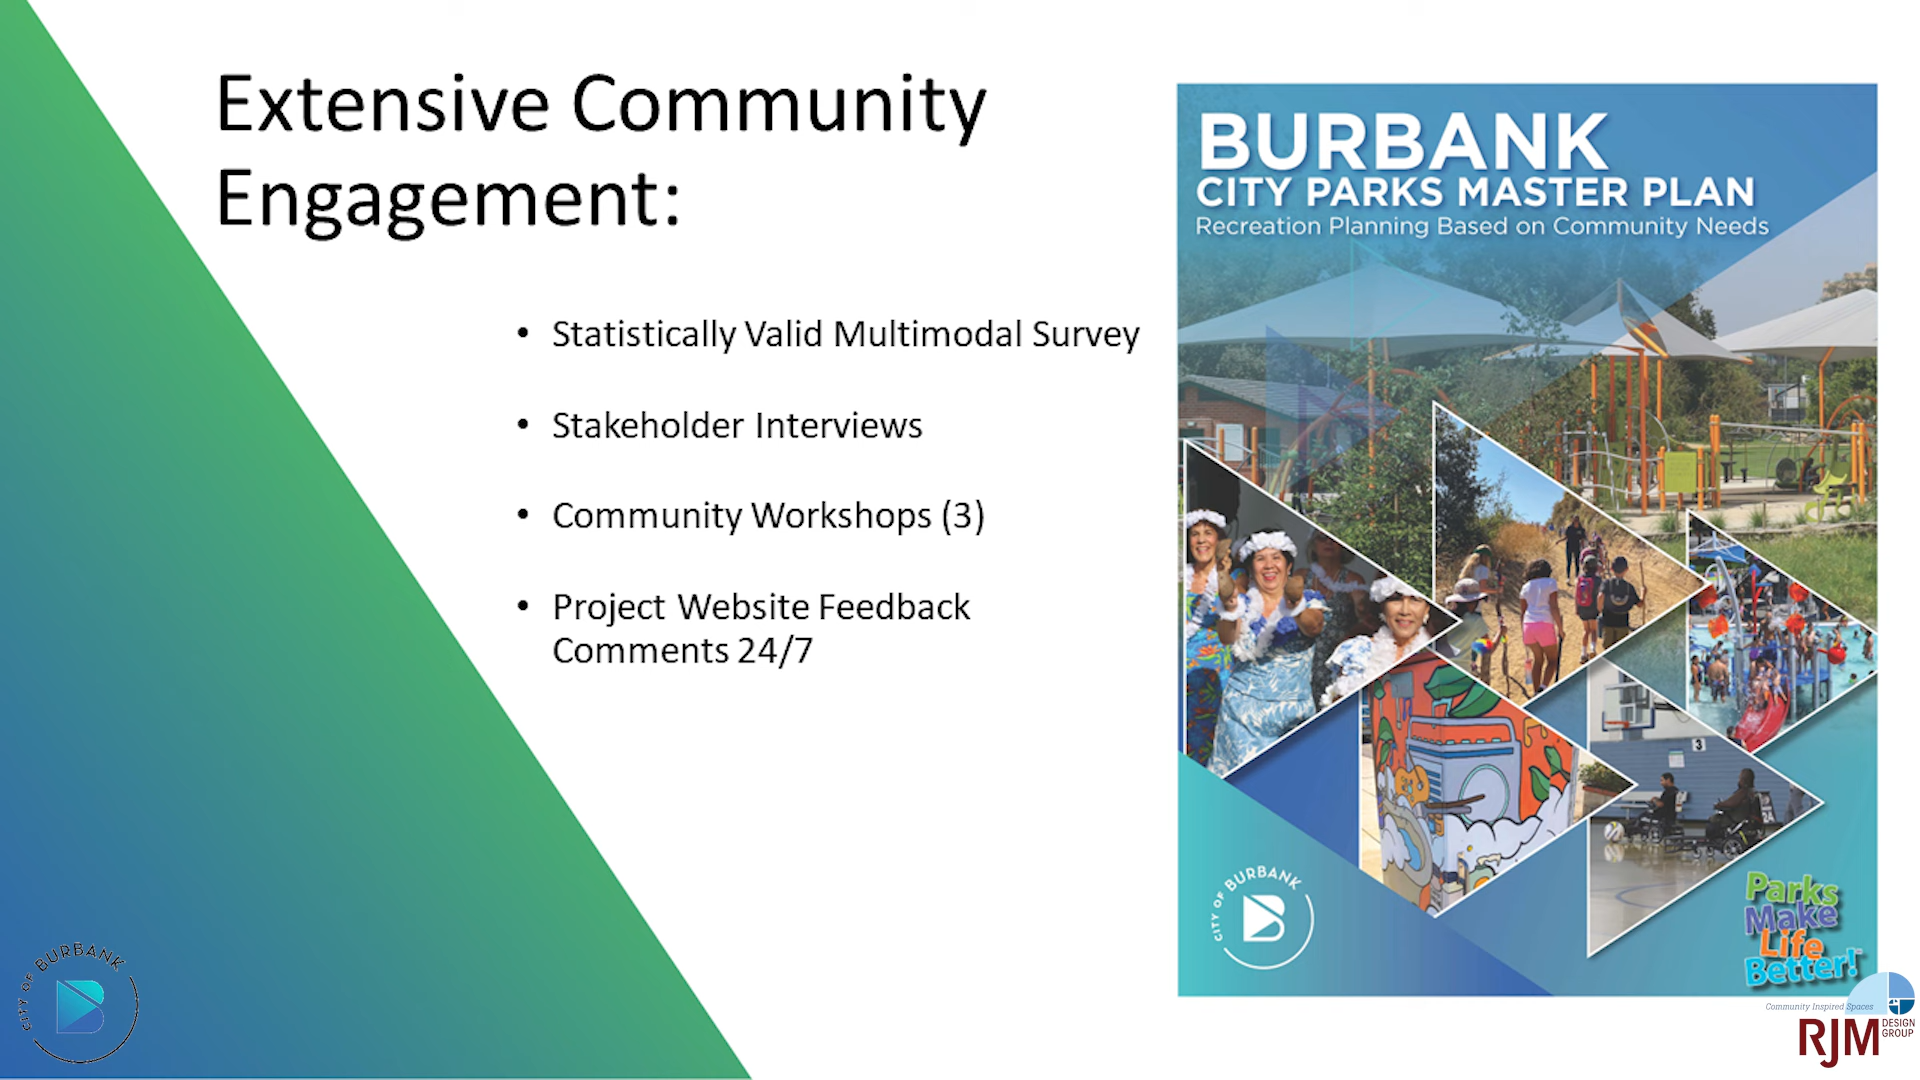 Extensive Community
Engagement:
• Statistically Valid Multimodal Survey
• Stakeholder Interviews
• Community Workshops (3)
• Project Website Feedback
Comments 24/7
BURBANK
CITY PARKS MASTER PLAN
Recreation Planning Based on Community Needs
3
CITY OF BURBANK
Parks
Make
Life
Better!
CITY OF BURBANK
Community Inspired Spaces
RJM DESIGN
GROUP